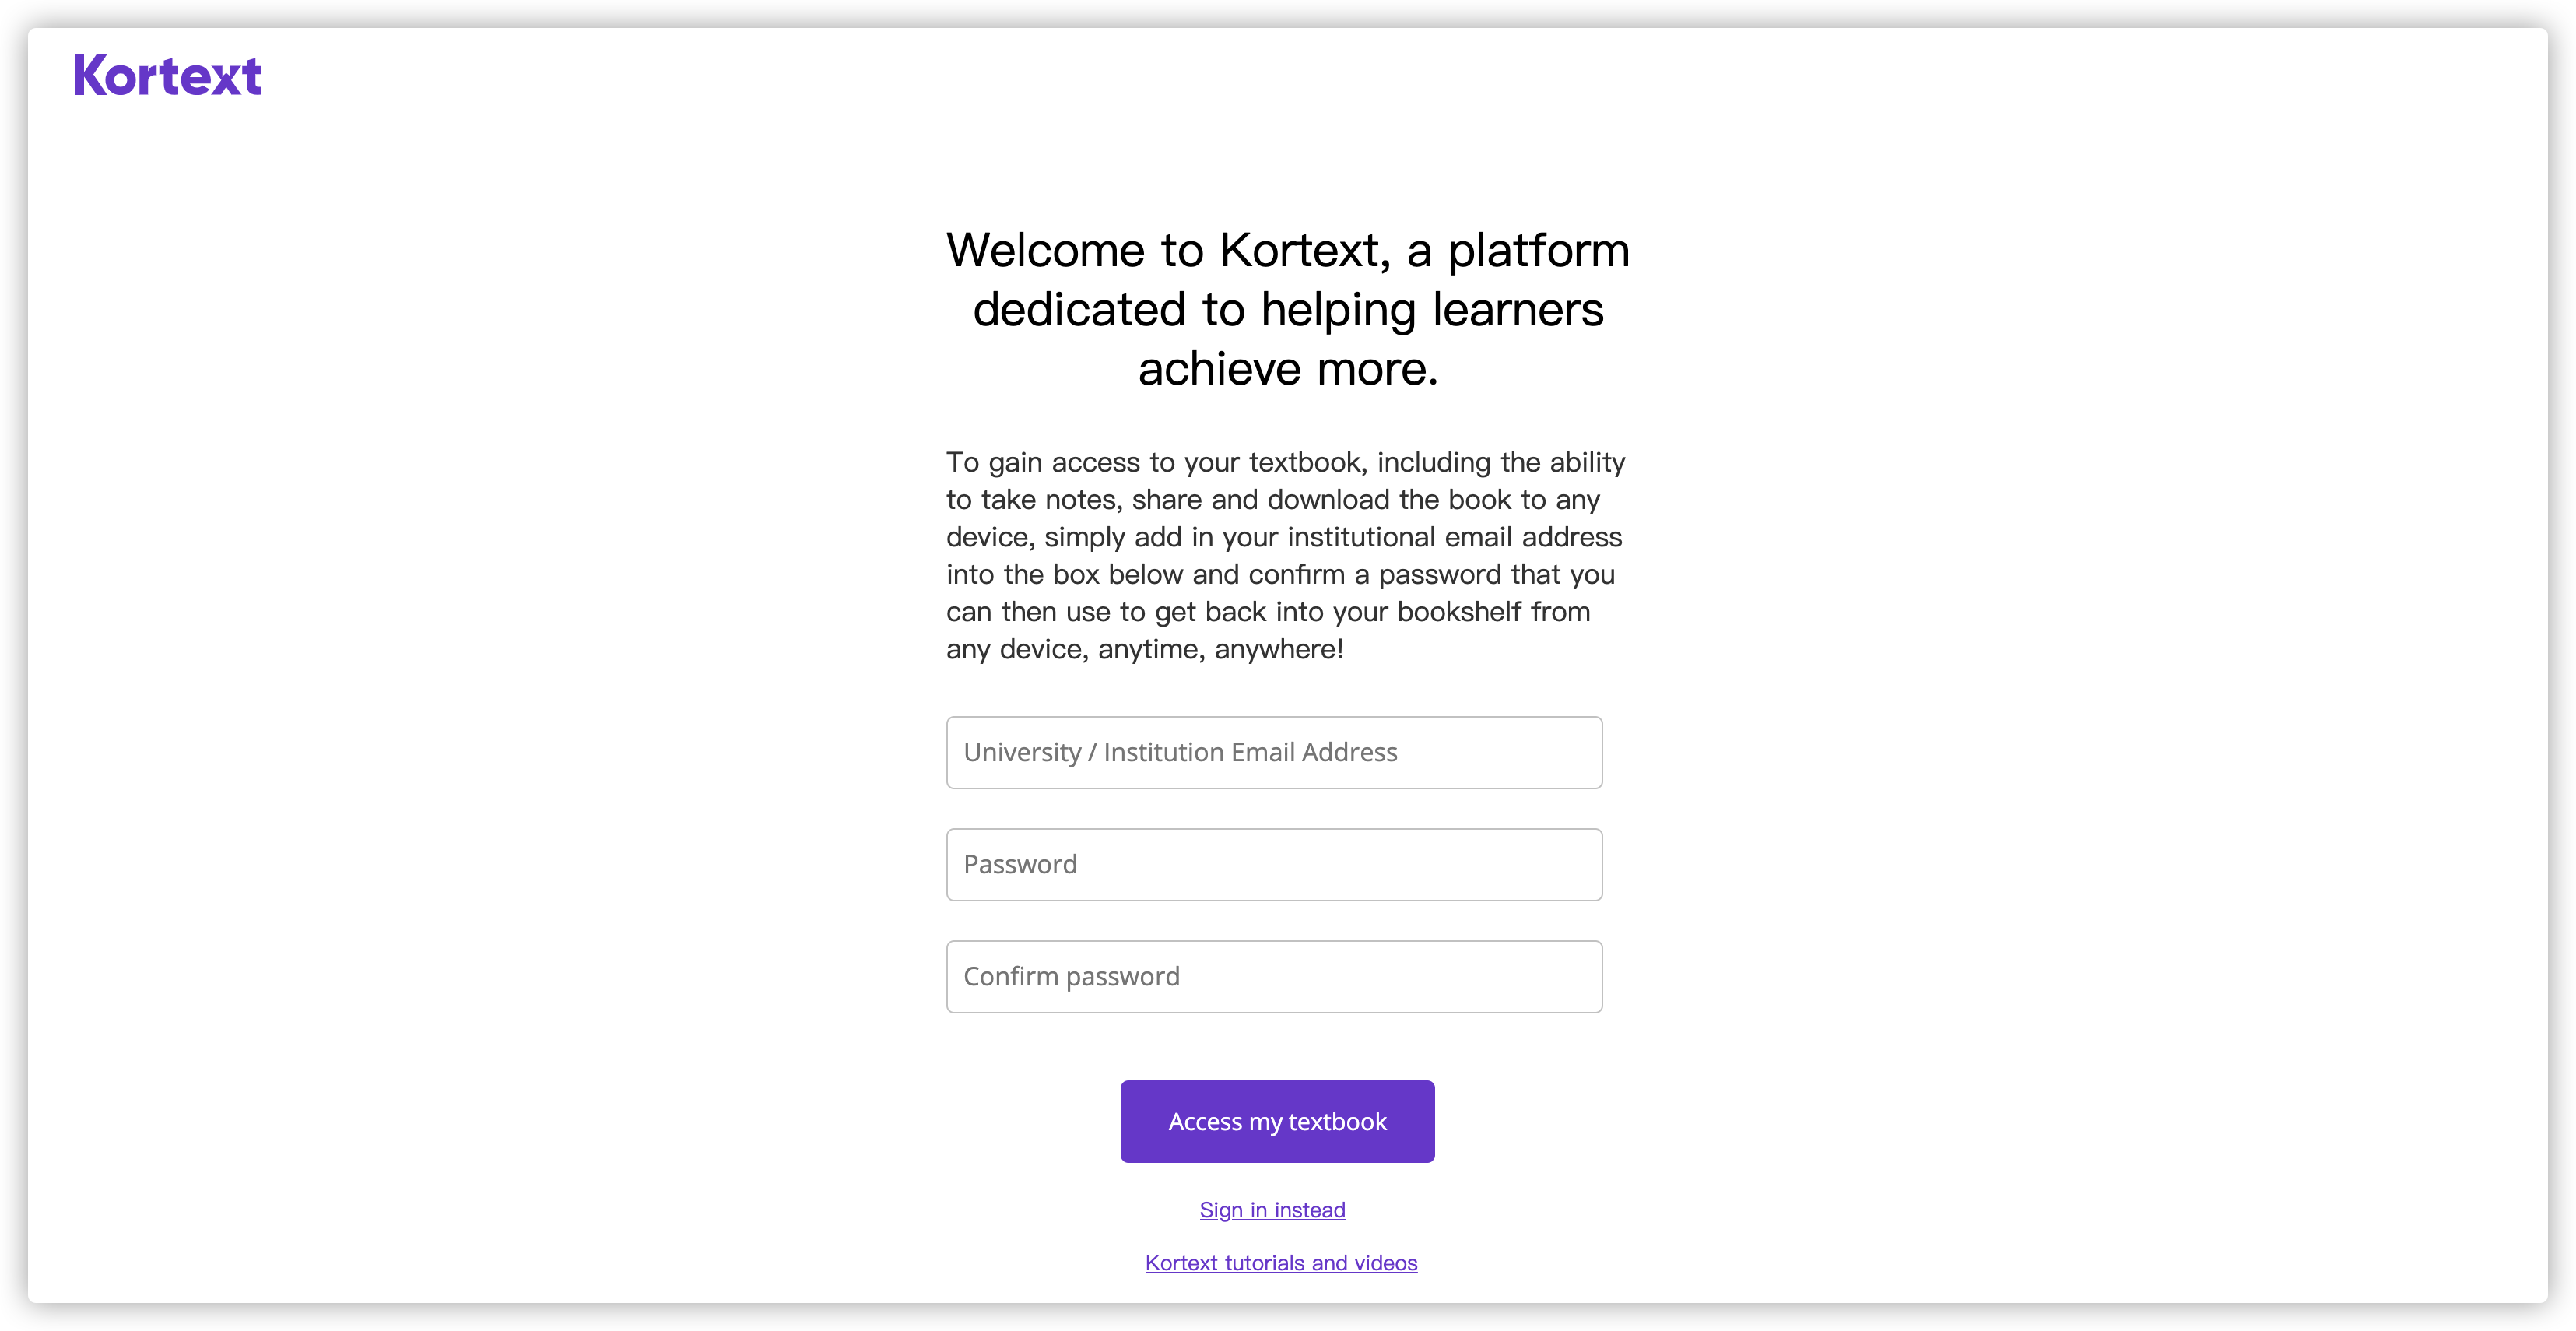 Kortext
Welcome to Kortext, a platform
dedicated to helping learners
achieve more.
To gain access to your textbook, including the ability
to take notes, share and download the book to any
device, simply add in your institutional email address
into the box below and confirm a password that you
can then use to get back into your bookshelf from
any device, anytime, anywhere!
University / Institution Email Address
Password
Confirm password
Access my textbook
Sign in instead
Kortext tutorials and videos